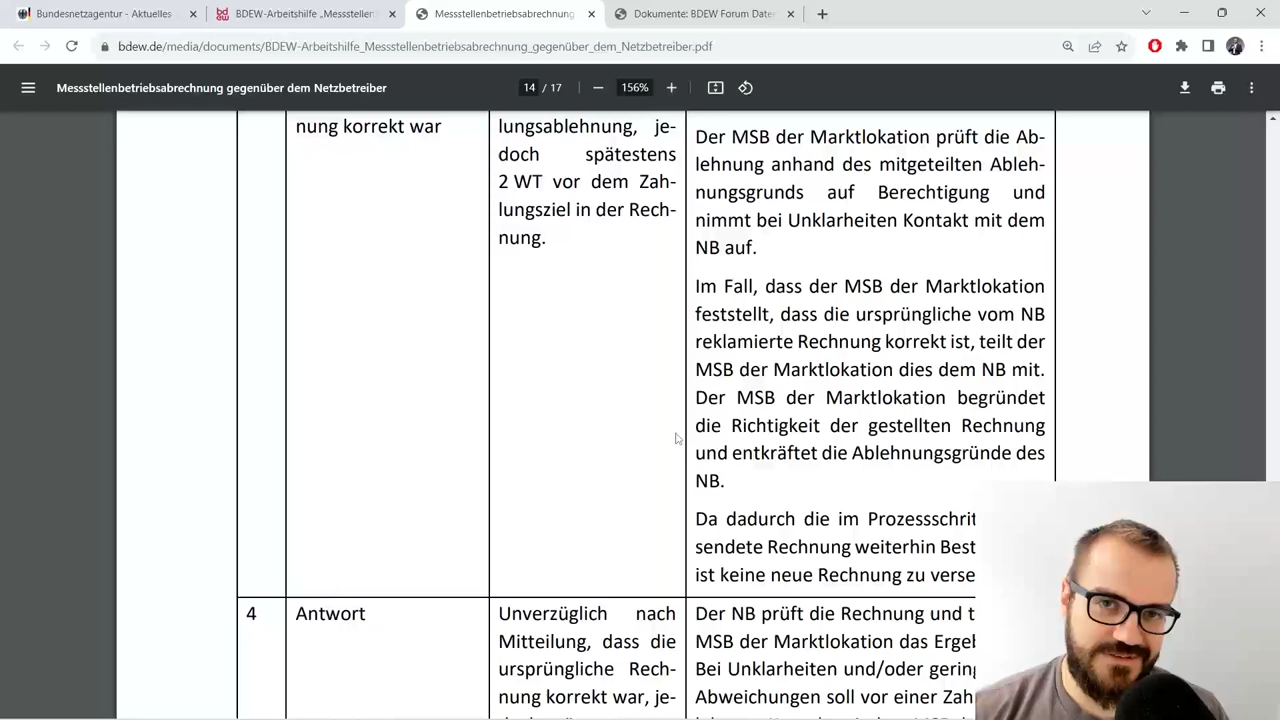 Bundesnetzagentur - Aktuelles
BDEW-Arbeitshilfe „Messstellen
Messstellenbetriebsabrechnung
Dokumente: BDEW Forum Date
bdew.de/media/documents/BDEW-Arbeitshilfe_Messstellenbetriebsabrechnung_gegenüber_dem_Netzbetreiber.pdf
Messstellenbetriebsabrechnung gegenüber dem Netzbetreiber
14 / 17
156%
nung korrekt war
lungsablehnung, je-
doch spätestens
2 WT vor dem Zah-
lungsziel in der Rech-
nung.
Der MSB der Marktlokation prüft die Ab-
lehnung anhand des mitgeteilten Ableh-
nungsgrunds auf Berechtigung und
nimmt bei Unklarheiten Kontakt mit dem
NB auf.
Im Fall, dass der MSB der Marktlokation
feststellt, dass die ursprüngliche vom NB
reklamierte Rechnung korrekt ist, teilt der
MSB der Marktlokation dies dem NB mit.
Der MSB der Marktlokation begründet
die Richtigkeit der gestellten Rechnung
und entkräftet die Ablehnungsgründe des
NB.
Da dadurch die im Prozessschrit
sendete Rechnung weiterhin Best
ist keine neue Rechnung zu verse
4
Antwort
Unverzüglich nach
Mitteilung, dass die
ursprüngliche Rech-
nung korrekt war, je-
Der NB prüft die Rechnung und t
MSB der Marktlokation das Ergeb
Bei Unklarheiten und/oder gering
Abweichungen soll vor einer Zah